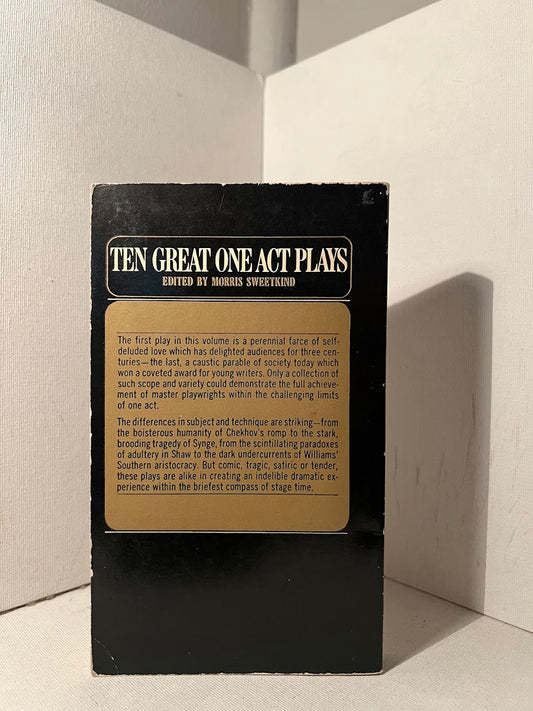 TEN GREAT ONE ACT PLAYS
EDITED BY MORRIS SWEETKIND
The first play in this volume is a perennial farce of self-
deluded love which has delighted audiences for three cen-
turies—the last, a caustic parable of society today which
won a coveted award for young writers. Only a collection of
such scope and variety could demonstrate the full achieve-
ment of master playwrights within the challenging limits
of one act.
The differences in subject and technique are striking—from
the boisterous humanity of Chekhov's romp to the stark,
brooding tragedy of Synge, from the scintillating paradoxes
of adultery in Shaw to the dark undercurrents of Williams'
Southern aristocracy. But comic, tragic, satiric or tender,
these plays are alike in creating an indelible dramatic ex-
perience within the briefest compass of stage time.